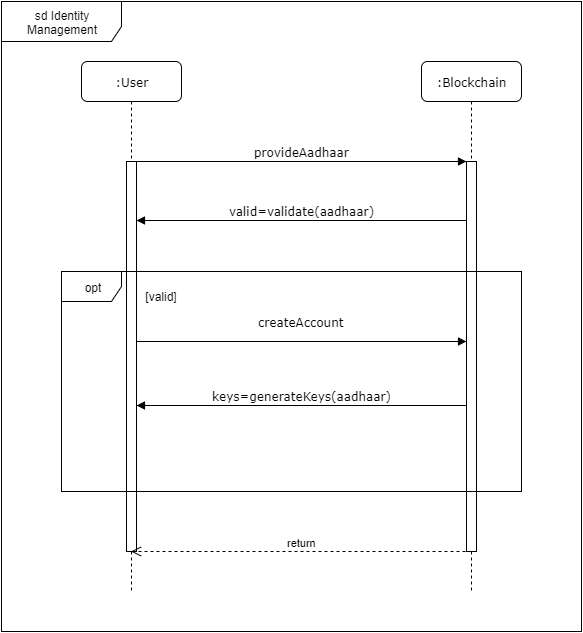 sd Identity
Management
:User
:Blockchain
provideAadhaar
valid=validate(aadhaar)
opt
[valid]
createAccount
keys=generateKeys(aadhaar)
return